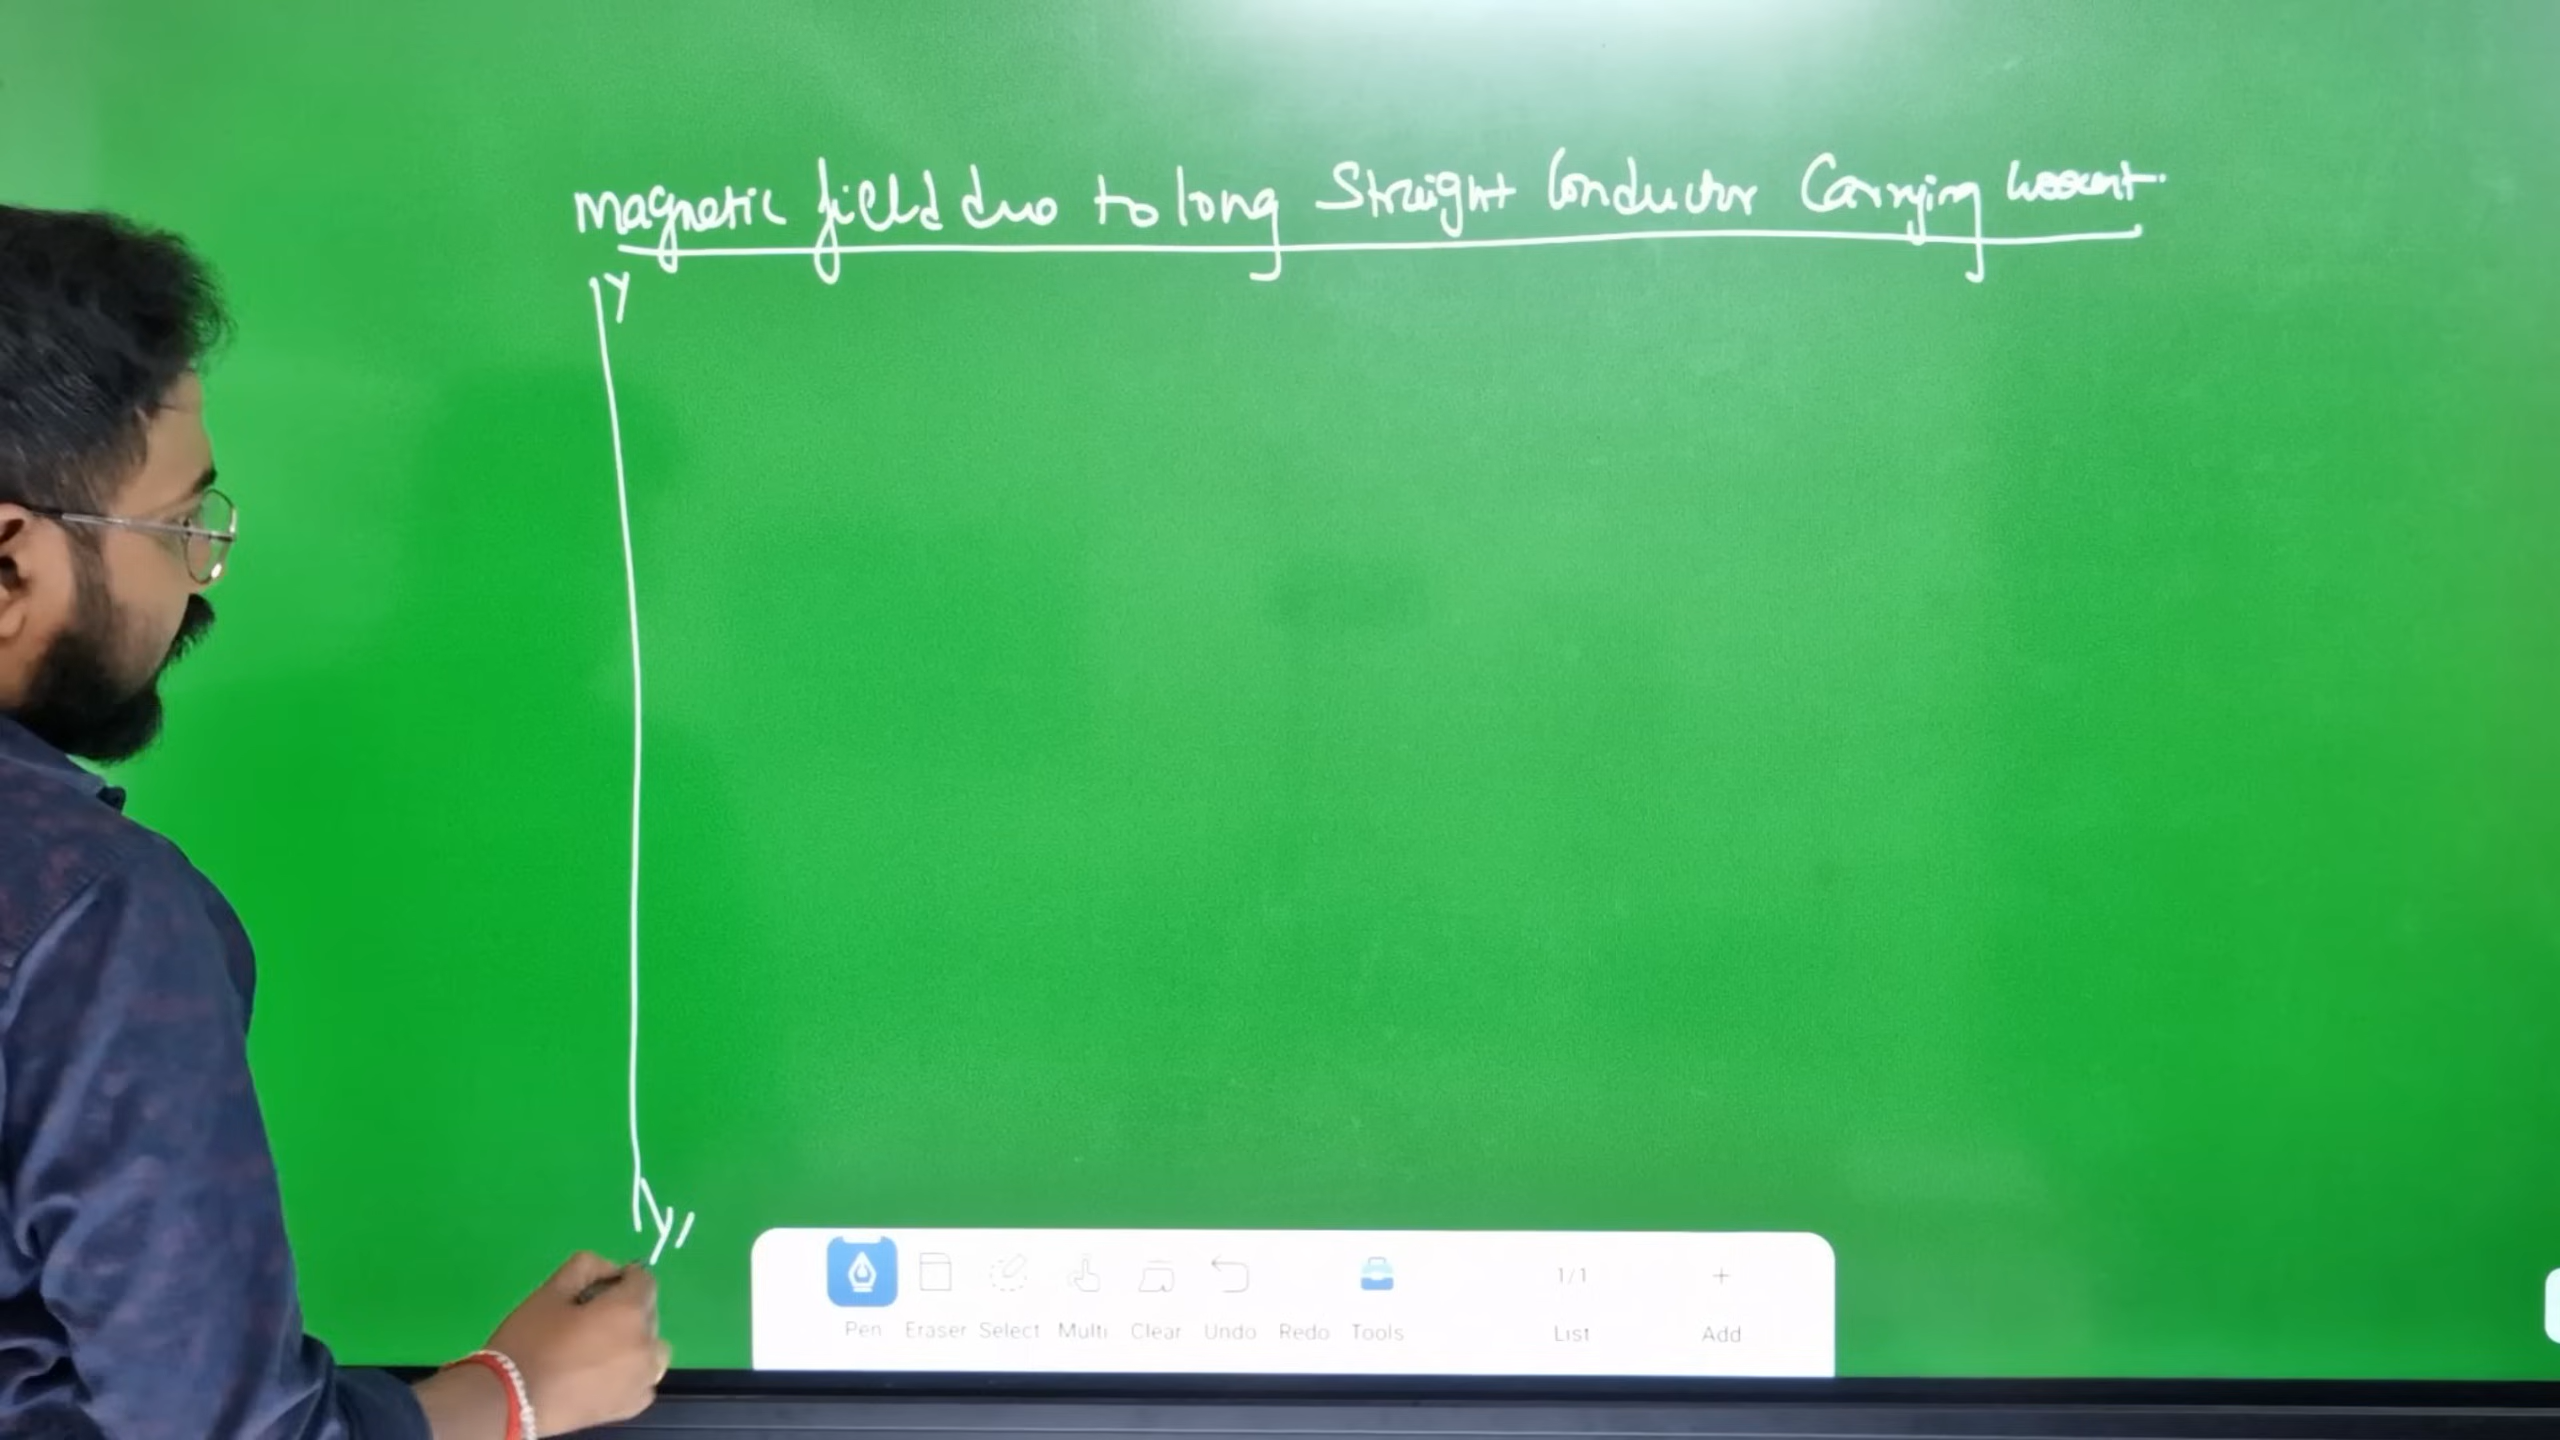 Magnetic field due to long Straight Conductor Carrying current.
Y
Y'
Pen Eraser Select Multi Clear Undo Redo Tools 1/1 List + Add